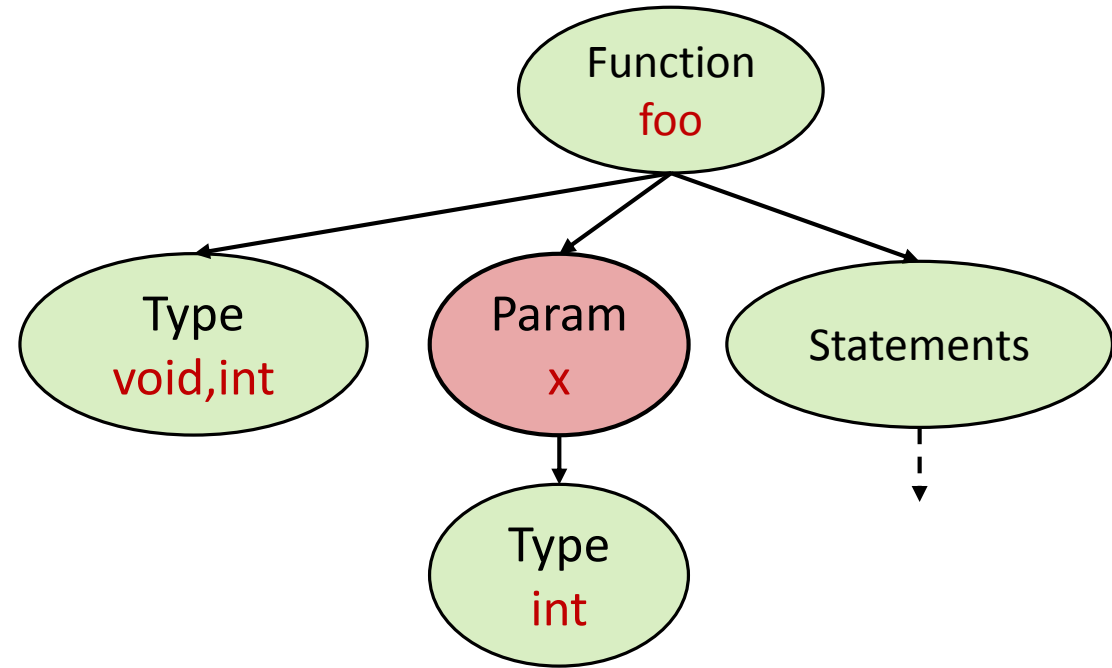 Function
foo
Type
void,int
Param
x
Statements
Type
int